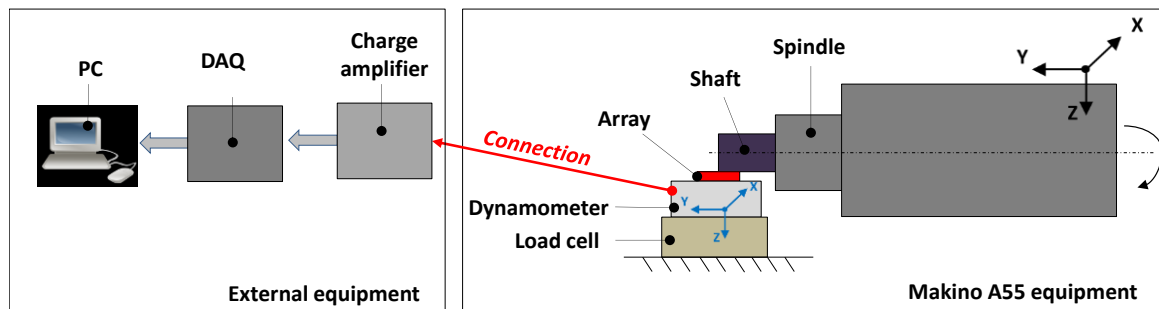 PC
DAQ
Charge
amplifier
Connection
External equipment
Spindle
Shaft
Array
X
Y
Z
Dynamometer
X
Y
Z
Load cell
Makino A55 equipment